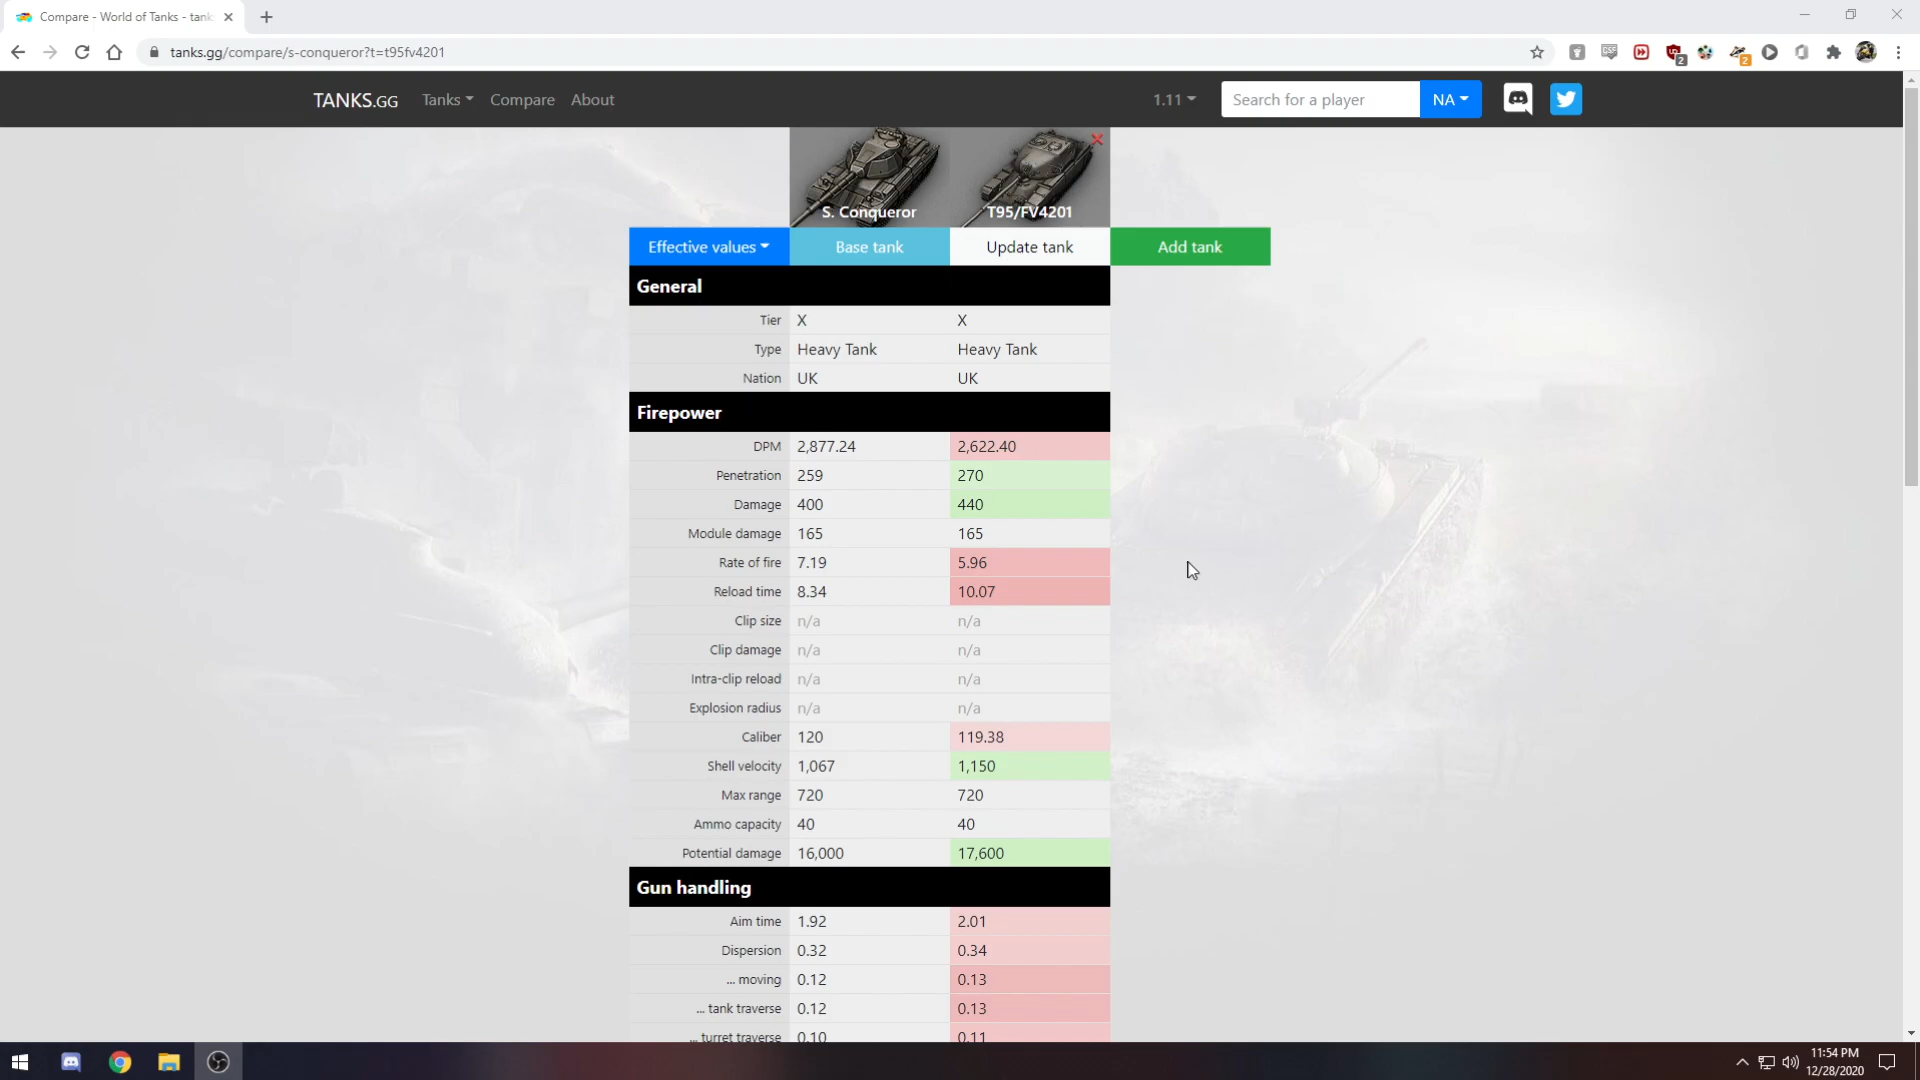 Compare - World of Tanks - tank
tanks.gg/compare/s-conqueror?t=t95fv4201
2
2
TANKS.GG Tanks Compare About 1.11 Search for a player NA
S. Conqueror T95/FV4201
Effective values Base tank Update tank Add tank
General
Tier X X
Type Heavy Tank Heavy Tank
Nation UK UK
Firepower
DPM 2,877.24 2,622.40
Penetration 259 270
Damage 400 440
Module damage 165 165
Rate of fire 7.19 5.96
Reload time 8.34 10.07
Clip size n/a n/a
Clip damage n/a n/a
Intra-clip reload n/a n/a
Explosion radius n/a n/a
Caliber 120 119.38
Shell velocity 1,067 1,150
Max range 720 720
Ammo capacity 40 40
Potential damage 16,000 17,600
Gun handling
Aim time 1.92 2.01
Dispersion 0.32 0.34
... moving 0.12 0.13
... tank traverse 0.12 0.13
... turret traverse 0.10 0.11
11:54 PM
12/28/2020